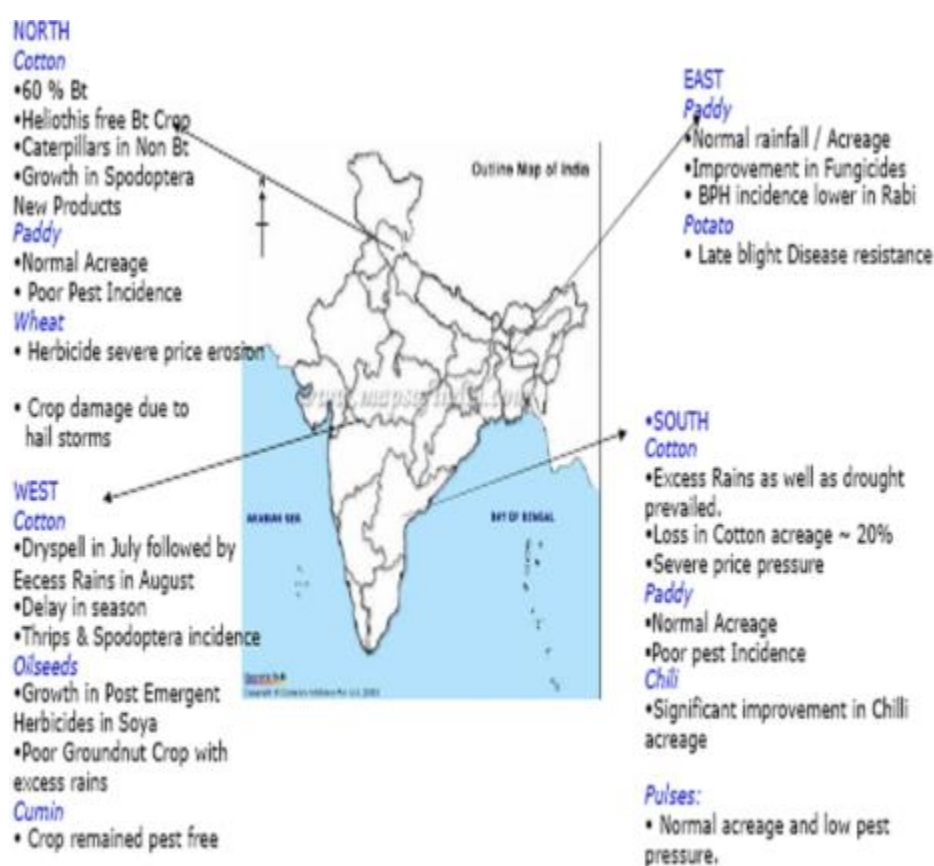 NORTH
Cotton
•60 % Bt
•Heliothis free Bt Crop
•Caterpillars in Non Bt
•Growth in Spodoptera
New Products
Paddy
•Normal Acreage
• Poor Pest Incidence
Wheat
• Herbicide severe price erosion
• Crop damage due to
hail storms
WEST
Cotton
•Dryspell in July followed by
Eecess Rains in August
•Delay in season
•Thrips & Spodoptera incidence
Oilseeds
•Growth in Post Emergent
Herbicides in Soya
•Poor Groundnut Crop with
excess rains
Cumin
• Crop remained pest free
Outline Map of India
www.mapsofindia.com
ARABIAN SEA
BAY OF BENGAL
EAST
Paddy
•Normal rainfall / Acreage
•Improvement in Fungicides
• BPH incidence lower in Rabi
Potato
• Late blight Disease resistance
•SOUTH
Cotton
•Excess Rains as well as drought
prevailed.
•Loss in Cotton acreage ~ 20%
•Severe price pressure
Paddy
•Normal Acreage
•Poor pest Incidence
Chili
•Significant improvement in Chilli
acreage
Pulses:
• Normal acreage and low pest
pressure.